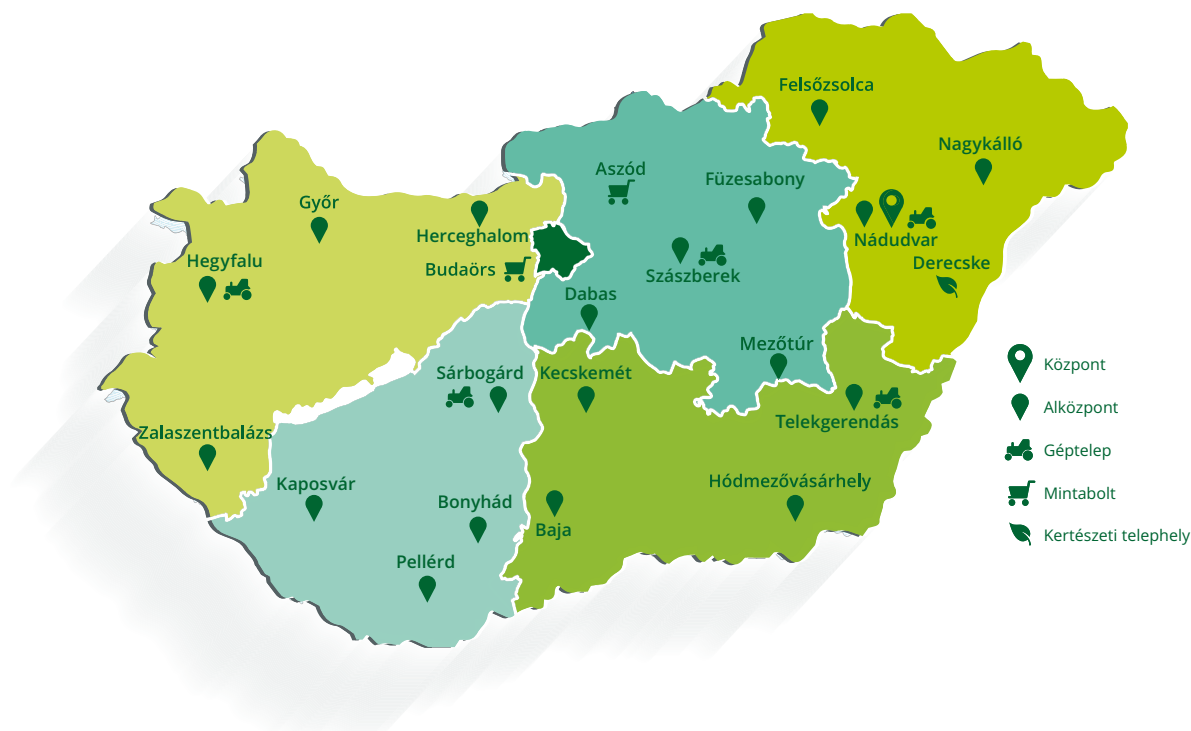 Felsőzsolca
Nagykálló
Aszód
Füzesabony
Győr
Herceghalom
Nádudvar
Hegyfalu
Budaörs
Szászberek
Derecske
Dabas
Mezőtúr
Sárbogárd
Kecskemét
Telekgerendás
Zalaszentbalázs
Kaposvár
Bonyhád
Baja
Hódmezővásárhely
Pellérd
Központ
Alközpont
Géptelep
Mintabolt
Kertészeti telephely